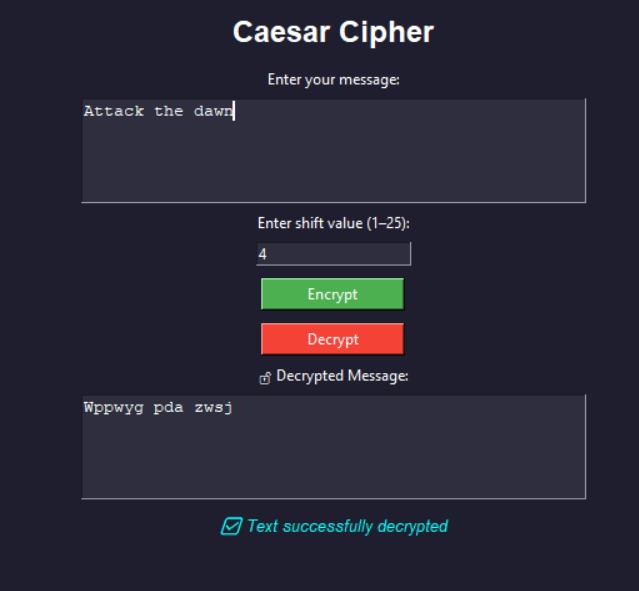 Caesar Cipher
Enter your message:
Attack the dawn
Enter shift value (1–25):
4
Encrypt
Decrypt
🔓 Decrypted Message:
Wppwyg pda zwsj
☑ Text successfully decrypted